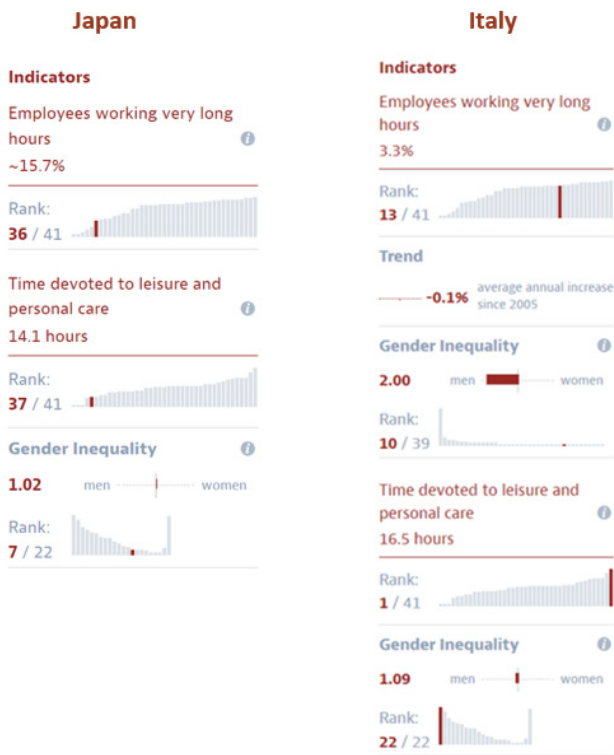 Japan
Indicators
Employees working very long
hours
~15.7%
Rank:
36 / 41
Time devoted to leisure and
personal care
14.1 hours
Rank:
37 / 41
Gender Inequality
1.02 men women
Rank:
7 / 22
Italy
Indicators
Employees working very long
hours
3.3%
Rank:
13 / 41
Trend
-0.1% average annual increase
since 2005
Gender Inequality
2.00 men women
Rank:
10 / 39
Time devoted to leisure and
personal care
16.5 hours
Rank:
1 / 41
Gender Inequality
1.09 men women
Rank:
22 / 22